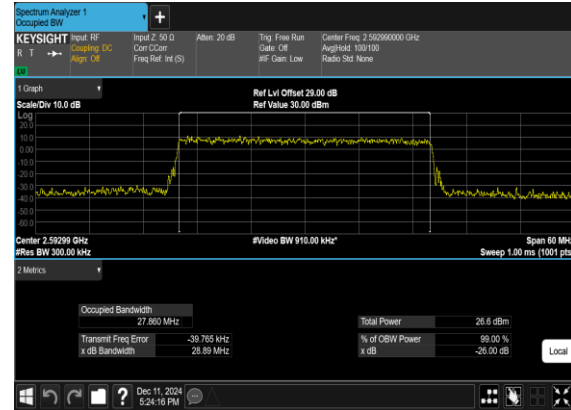 Spectrum Analyzer 1
Occupied BW
+
KEYSIGHT Input: RF Input Z: 50 Ω Atten: 20 dB Trig: Free Run Center Freq: 2.592990000 GHz
R T Coupling: DC Corr CCorr Gate: Off Avg|Hold: 100/100
Align: Off Freq Ref: Int (S) #IF Gain: Low Radio Std: None
LU
1 Graph
Ref Lvl Offset 29.00 dB
Scale/Div 10.0 dB Ref Value 30.00 dBm
Log
20.0
10.0
0.00
-10.0
-20.0
-30.0
-40.0
-50.0
-60.0
Center 2.59299 GHz #Video BW 910.00 kHz* Span 60 MHz
#Res BW 300.00 kHz Sweep 1.00 ms (1001 pts)
2 Metrics
Occupied Bandwidth
27.860 MHz Total Power 26.6 dBm
Transmit Freq Error -39.765 kHz % of OBW Power 99.00 %
x dB Bandwidth 28.89 MHz x dB -26.00 dB
Local
? Dec 11, 2024
5:24:16 PM